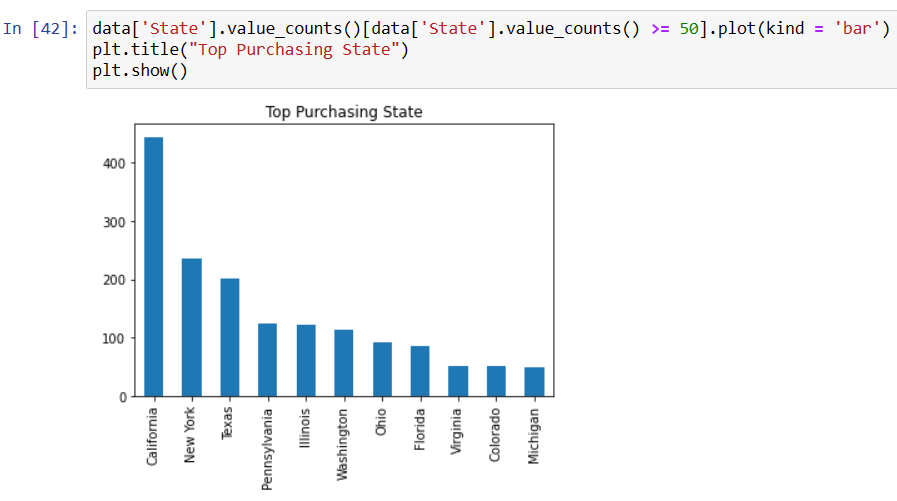 In [42]: data['State'].value_counts()[data['State'].value_counts() >= 50].plot(kind = 'bar')
plt.title("Top Purchasing State")
plt.show()
Top Purchasing State
400
300
200
100
0
California
New York
Texas
Pennsylvania
Illinois
Washington
Ohio
Florida
Virginia
Colorado
Michigan